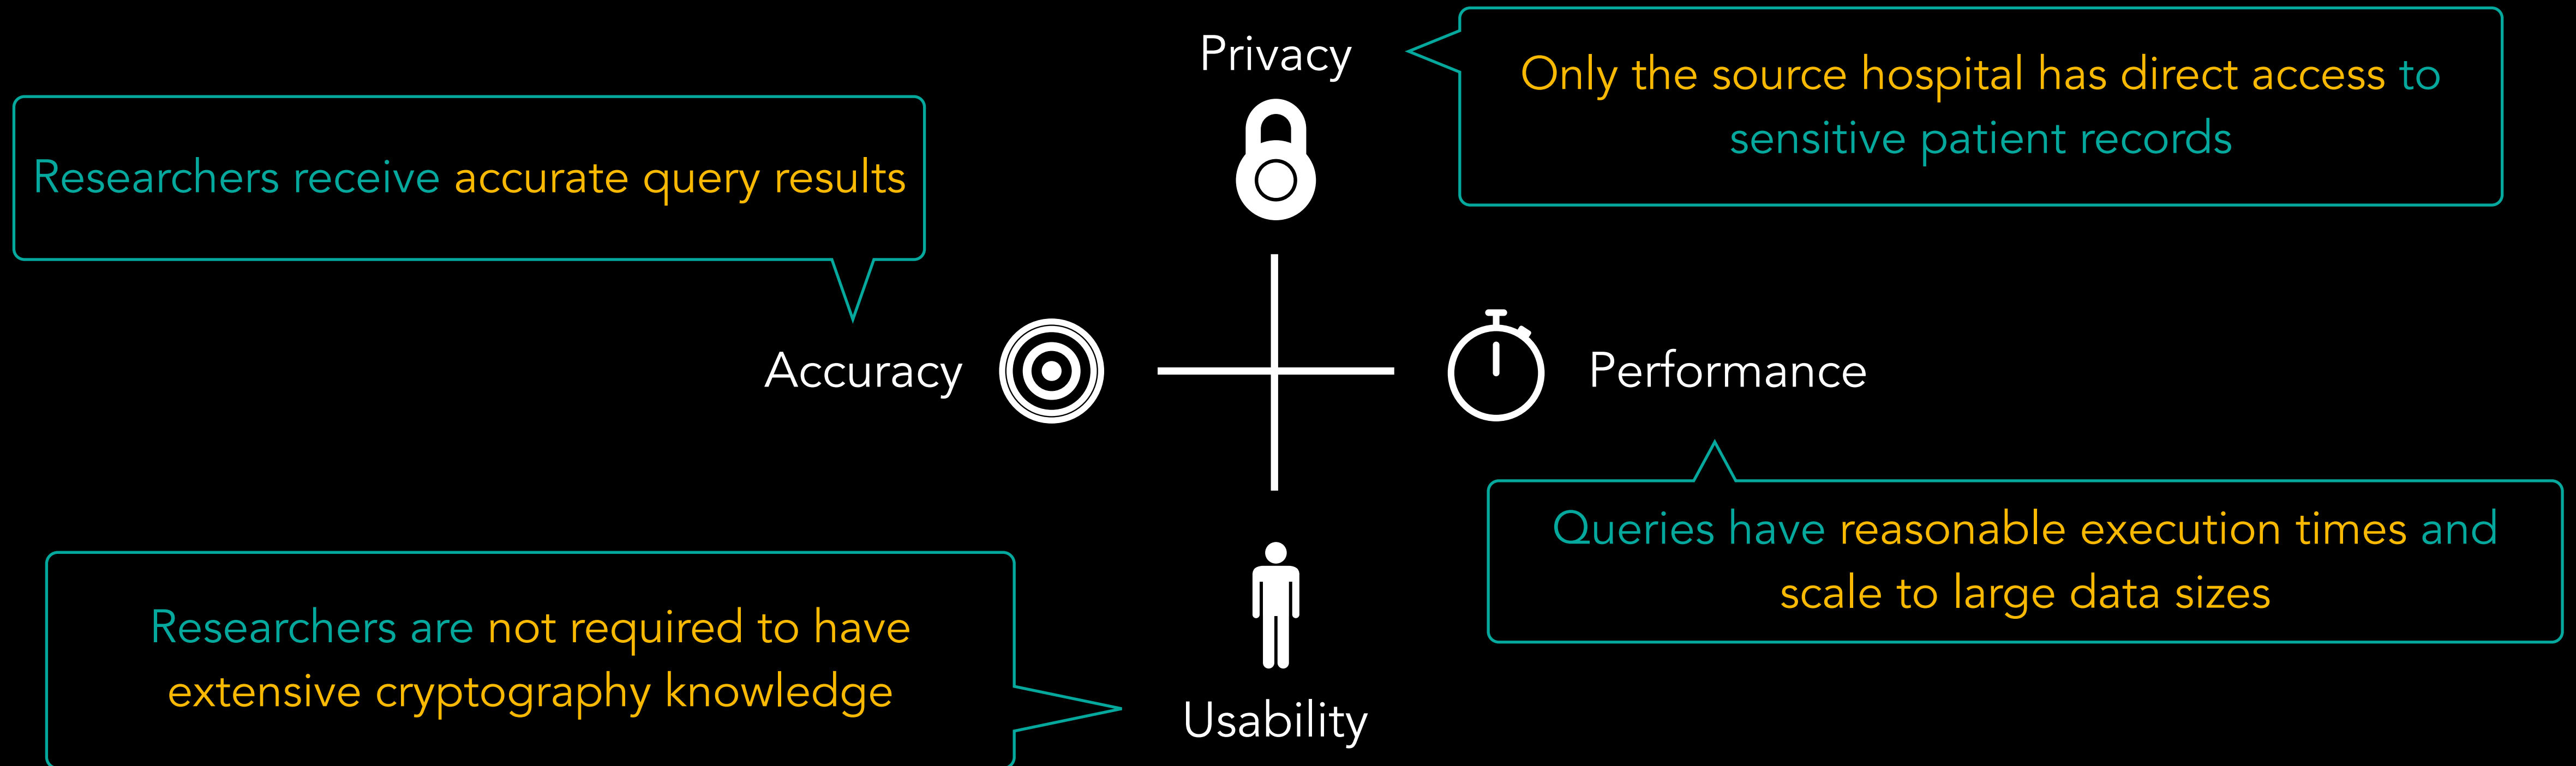 Privacy
Only the source hospital has direct access to
sensitive patient records
Researchers receive accurate query results
Accuracy
Performance
Queries have reasonable execution times and
scale to large data sizes
Researchers are not required to have
extensive cryptography knowledge
Usability